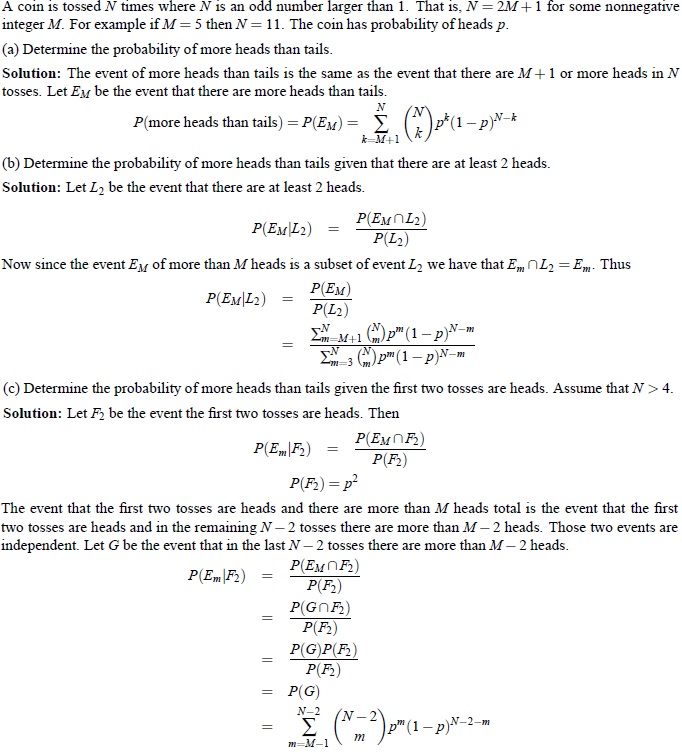 A coin is tossed N times where N is an odd number larger than 1. That is, N = 2M + 1 for some nonnegative
integer M. For example if M = 5 then N = 11. The coin has probability of heads p.
(a) Determine the probability of more heads than tails.
Solution: The event of more heads than tails is the same as the event that there are M + 1 or more heads in N
tosses. Let E_M be the event that there are more heads than tails.
P(more heads than tails) = P(E_M) = \sum_{k=M+1}^{N} \binom{N}{k} p^k (1 − p)^{N−k}
(b) Determine the probability of more heads than tails given that there are at least 2 heads.
Solution: Let L_2 be the event that there are at least 2 heads.
P(E_M|L_2) = \frac{P(E_M ∩ L_2)}{P(L_2)}
Now since the event E_M of more than M heads is a subset of event L_2 we have that E_m ∩ L_2 = E_m. Thus
P(E_M|L_2) = \frac{P(E_M)}{P(L_2)}
= \frac{\sum_{m=M+1}^{N} \binom{N}{m} p^m (1 − p)^{N−m}}{\sum_{m=3}^{N} \binom{N}{m} p^m (1 − p)^{N−m}}
(c) Determine the probability of more heads than tails given the first two tosses are heads. Assume that N > 4.
Solution: Let F_2 be the event the first two tosses are heads. Then
P(E_m|F_2) = \frac{P(E_M ∩ F_2)}{P(F_2)}
P(F_2) = p^2
The event that the first two tosses are heads and there are more than M heads total is the event that the first
two tosses are heads and in the remaining N − 2 tosses there are more than M − 2 heads. Those two events are
independent. Let G be the event that in the last N − 2 tosses there are more than M − 2 heads.
P(E_m|F_2) = \frac{P(E_M ∩ F_2)}{P(F_2)}
= \frac{P(G ∩ F_2)}{P(F_2)}
= \frac{P(G)P(F_2)}{P(F_2)}
= P(G)
= \sum_{m=M−1}^{N−2} \binom{N−2}{m} p^m (1 − p)^{N−2−m}